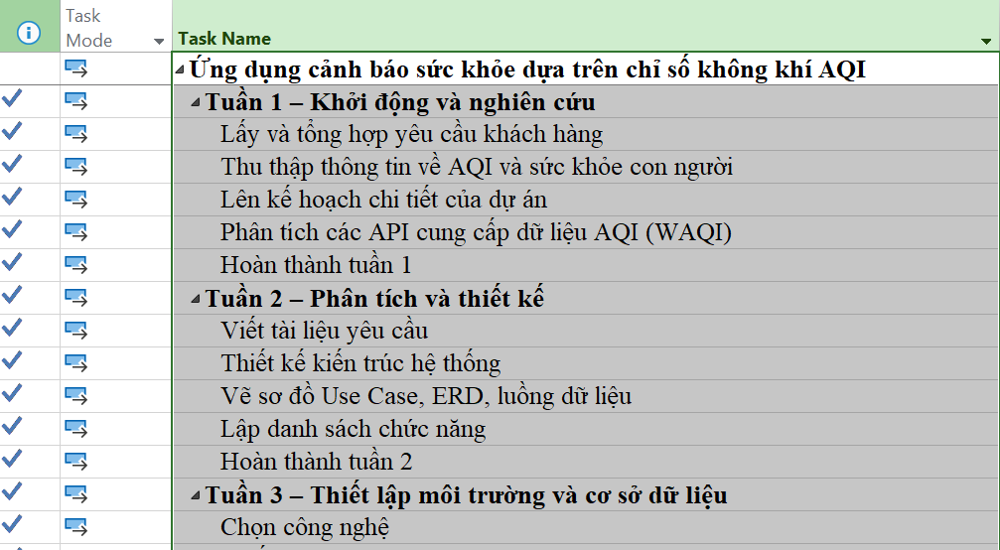 Task
Mode
Task Name
Ứng dụng cảnh báo sức khỏe dựa trên chỉ số không khí AQI
Tuần 1 – Khởi động và nghiên cứu
Lấy và tổng hợp yêu cầu khách hàng
Thu thập thông tin về AQI và sức khỏe con người
Lên kế hoạch chi tiết của dự án
Phân tích các API cung cấp dữ liệu AQI (WAQI)
Hoàn thành tuần 1
Tuần 2 – Phân tích và thiết kế
Viết tài liệu yêu cầu
Thiết kế kiến trúc hệ thống
Vẽ sơ đồ Use Case, ERD, luồng dữ liệu
Lập danh sách chức năng
Hoàn thành tuần 2
Tuần 3 – Thiết lập môi trường và cơ sở dữ liệu
Chọn công nghệ